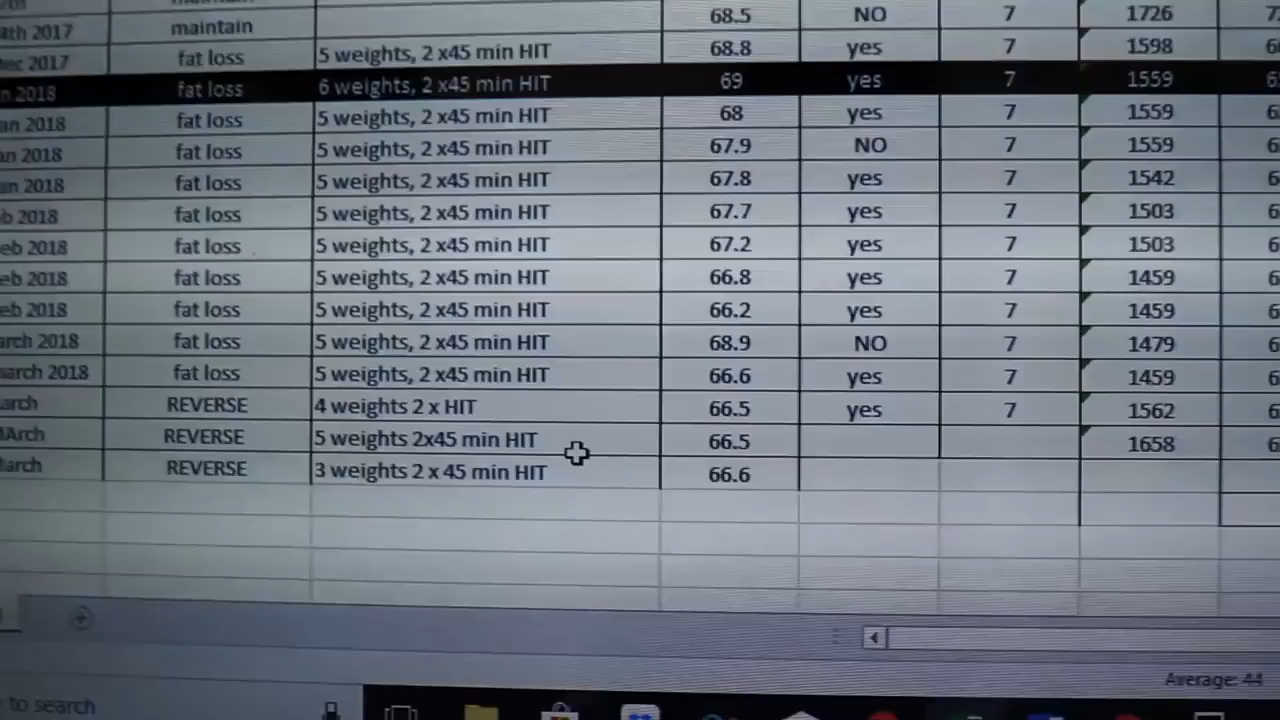 68.5 NO 7 1726
4th 2017 maintain
ec 2017 fat loss 5 weights, 2 x45 min HIT 68.8 yes 7 1598
n 2018 fat loss 6 weights, 2 x45 min HIT 69 yes 7 1559
an 2018 fat loss 5 weights, 2 x45 min HIT 68 yes 7 1559
an 2018 fat loss 5 weights, 2 x45 min HIT 67.9 NO 7 1559
an 2018 fat loss 5 weights, 2 x45 min HIT 67.8 yes 7 1542
b 2018 fat loss 5 weights, 2 x45 min HIT 67.7 yes 7 1503
eb 2018 fat loss 5 weights, 2 x45 min HIT 67.2 yes 7 1503
eb 2018 fat loss 5 weights, 2 x45 min HIT 66.8 yes 7 1459
eb 2018 fat loss 5 weights, 2 x45 min HIT 66.2 yes 7 1459
arch 2018 fat loss 5 weights, 2 x45 min HIT 68.9 NO 7 1479
march 2018 fat loss 5 weights, 2 x45 min HIT 66.6 yes 7 1459
arch REVERSE 4 weights 2 x HIT 66.5 yes 7 1562
MArch REVERSE 5 weights 2x45 min HIT 66.5 1658
arch REVERSE 3 weights 2 x 45 min HIT 66.6
Average: 44
to search